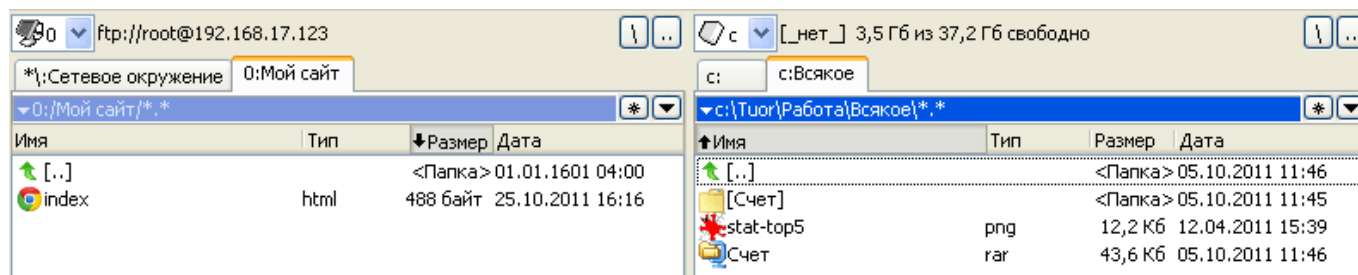 0 ftp://root@192.168.17.123 \ ..
*\:Сетевое окружение 0:Мой сайт
0:/Мой сайт/*.* *
Имя Тип Размер Дата
[..] <Папка> 01.01.1601 04:00
index html 488 байт 25.10.2011 16:16
c [_нет_] 3,5 Гб из 37,2 Гб свободно \ ..
c: c:Всякое
c:\Tuor\Работа\Всякое\*.* *
Имя Тип Размер Дата
[..] <Папка> 05.10.2011 11:46
[Счет] <Папка> 05.10.2011 11:45
stat-top5 png 12,2 Кб 12.04.2011 15:39
Счет rar 43,6 Кб 05.10.2011 11:46